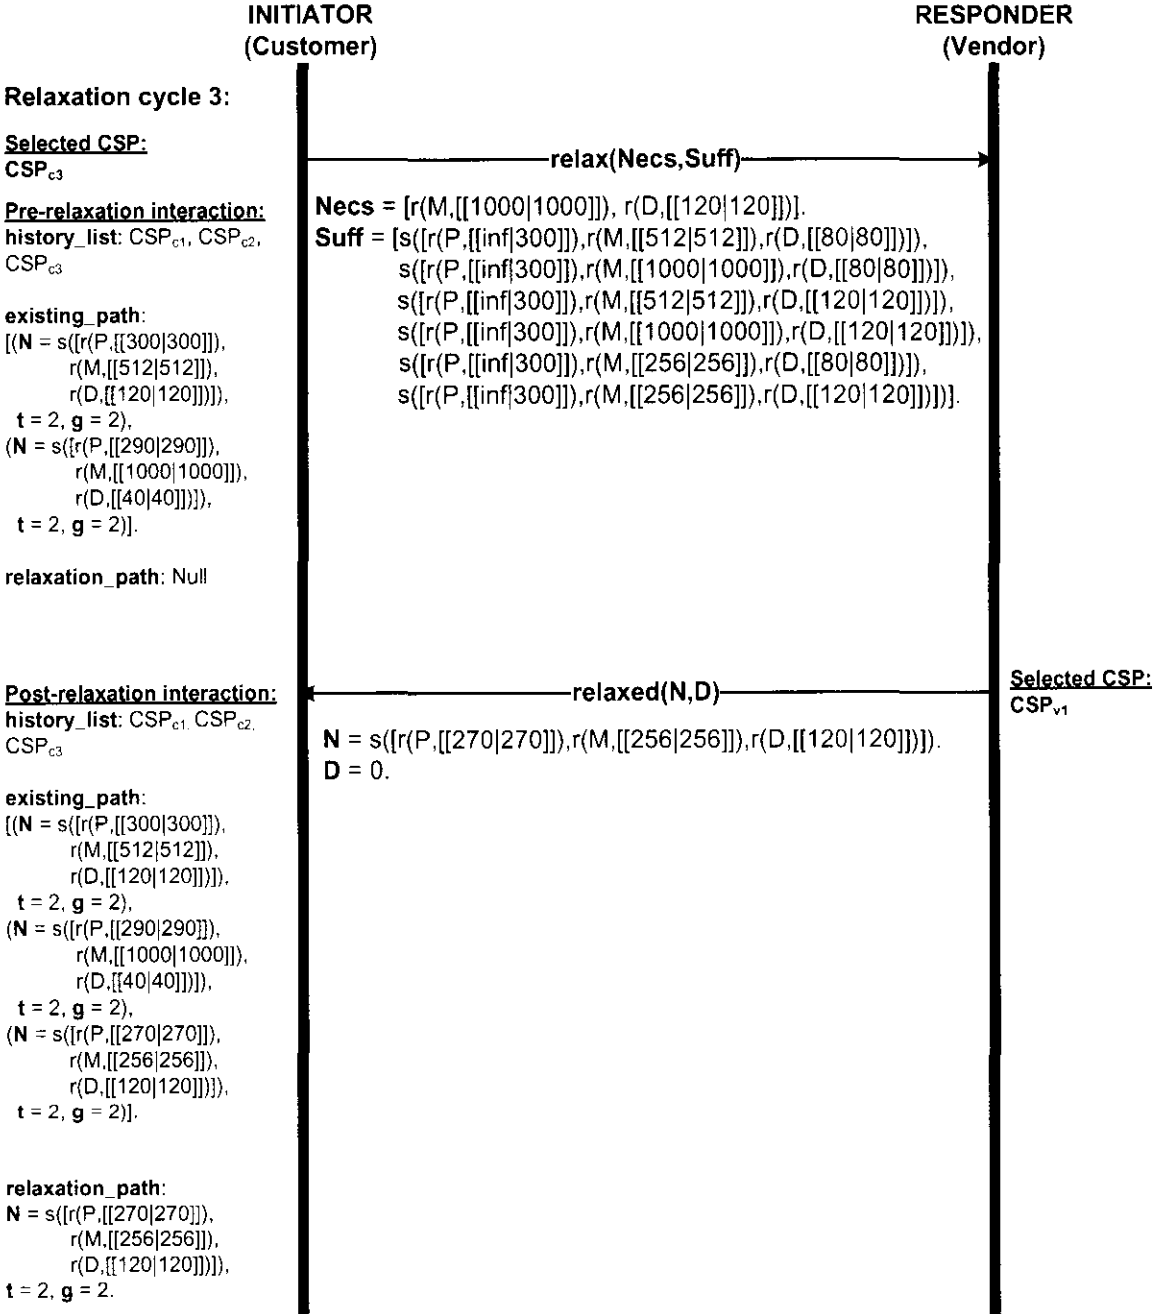 INITIATOR
(Customer)
RESPONDER
(Vendor)
Relaxation cycle 3:
Selected CSP:
CSPc3
Pre-relaxation interaction:
history_list: CSPc1, CSPc2,
CSPc3
existing_path:
[(N = s([r(P,[[300|300]]),
r(M,[[512|512]]),
r(D,[[120|120]])]),
t = 2, g = 2),
(N = s([r(P,[[290|290]]),
r(M,[[1000|1000]]),
r(D,[[40|40]])]),
t = 2, g = 2)].
relaxation_path: Null
relax(Necs,Suff)
Necs = [r(M,[[1000|1000]]), r(D,[[120|120]])].
Suff = [s([r(P,[[inf|300]]),r(M,[[512|512]]),r(D,[[80|80]])]),
s([r(P,[[inf|300]]),r(M,[[1000|1000]]),r(D,[[80|80]])]),
s([r(P,[[inf|300]]),r(M,[[512|512]]),r(D,[[120|120]])]),
s([r(P,[[inf|300]]),r(M,[[1000|1000]]),r(D,[[120|120]])]),
s([r(P,[[inf|300]]),r(M,[[256|256]]),r(D,[[80|80]])]),
s([r(P,[[inf|300]]),r(M,[[256|256]]),r(D,[[120|120]])])].
Post-relaxation interaction:
history_list: CSPc1, CSPc2,
CSPc3
existing_path:
[(N = s([r(P,[[300|300]]),
r(M,[[512|512]]),
r(D,[[120|120]])]),
t = 2, g = 2),
(N = s([r(P,[[290|290]]),
r(M,[[1000|1000]]),
r(D,[[40|40]])]),
t = 2, g = 2),
(N = s([r(P,[[270|270]]),
r(M,[[256|256]]),
r(D,[[120|120]])]),
t = 2, g = 2)].
relaxation_path:
N = s([r(P,[[270|270]]),
r(M,[[256|256]]),
r(D,[[120|120]])]),
t = 2, g = 2.
relaxed(N,D)
N = s([r(P,[[270|270]]),r(M,[[256|256]]),r(D,[[120|120]])]).
D = 0.
Selected CSP:
CSPv1